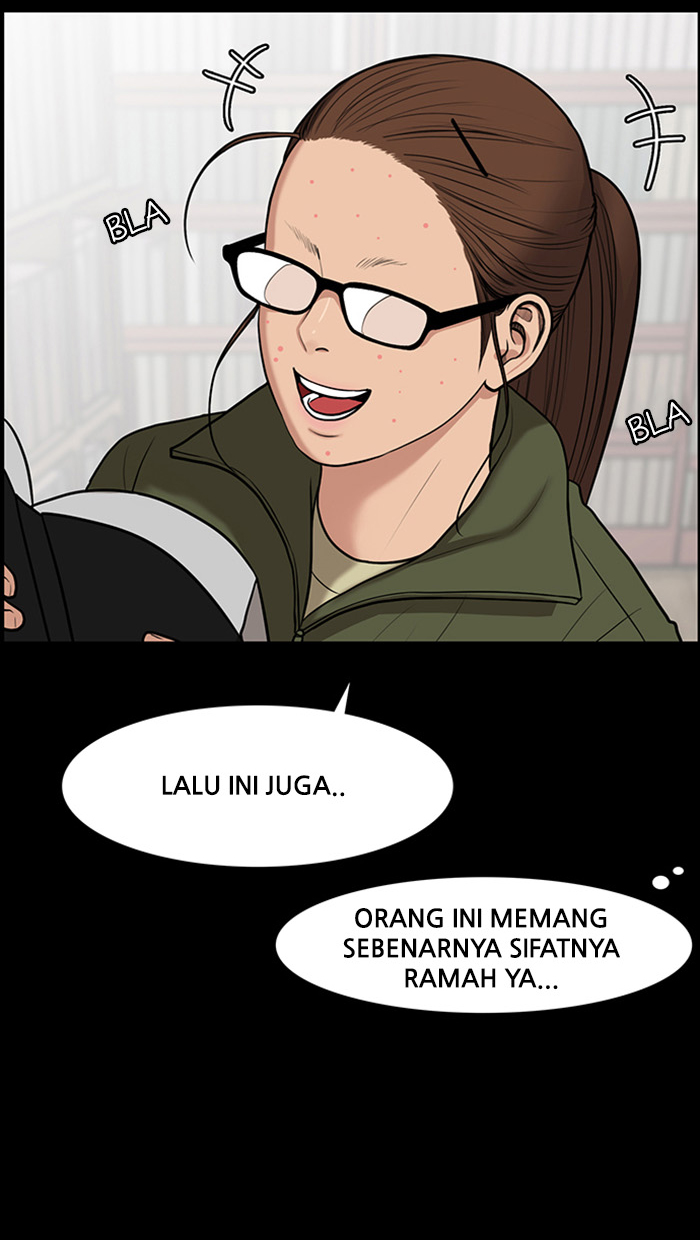 BLA
BLA
LALU INI JUGA..
ORANG INI MEMANG
SEBENARNYA SIFATNYA
RAMAH YA...